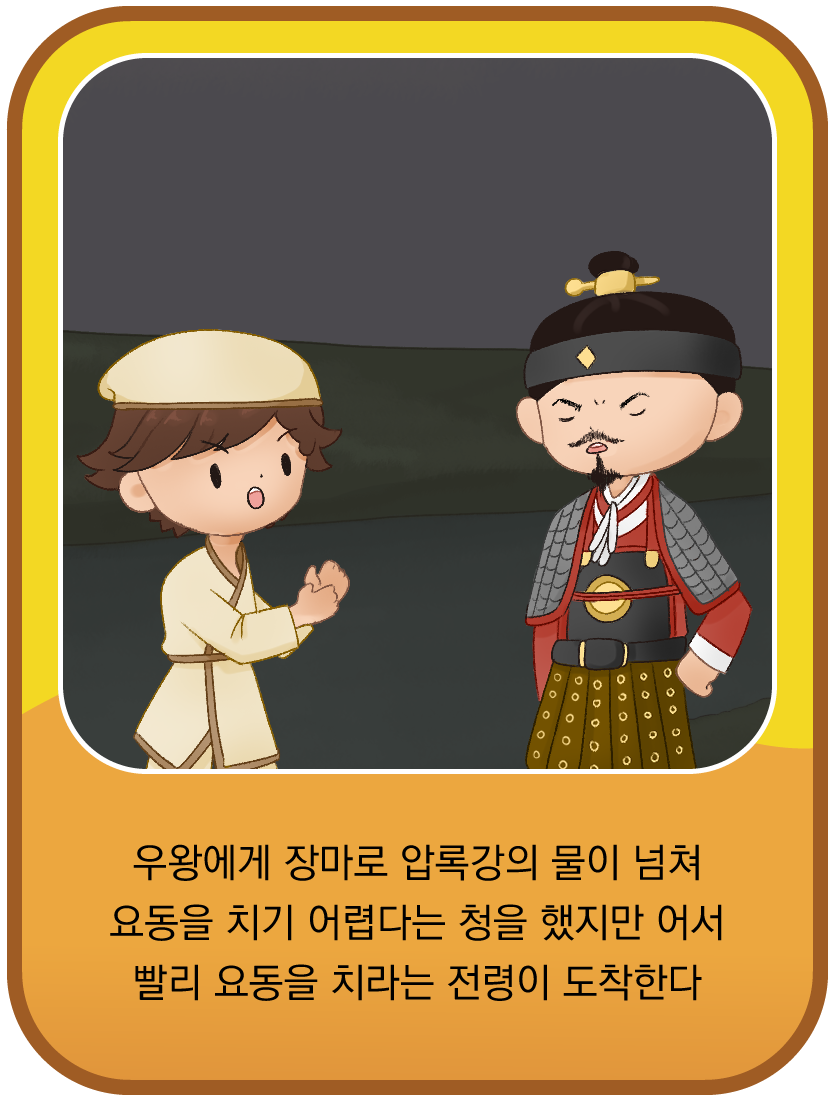 우왕에게 장마로 압록강의 물이 넘쳐
요동을 치기 어렵다는 청을 했지만 어서
빨리 요동을 치라는 전령이 도착한다